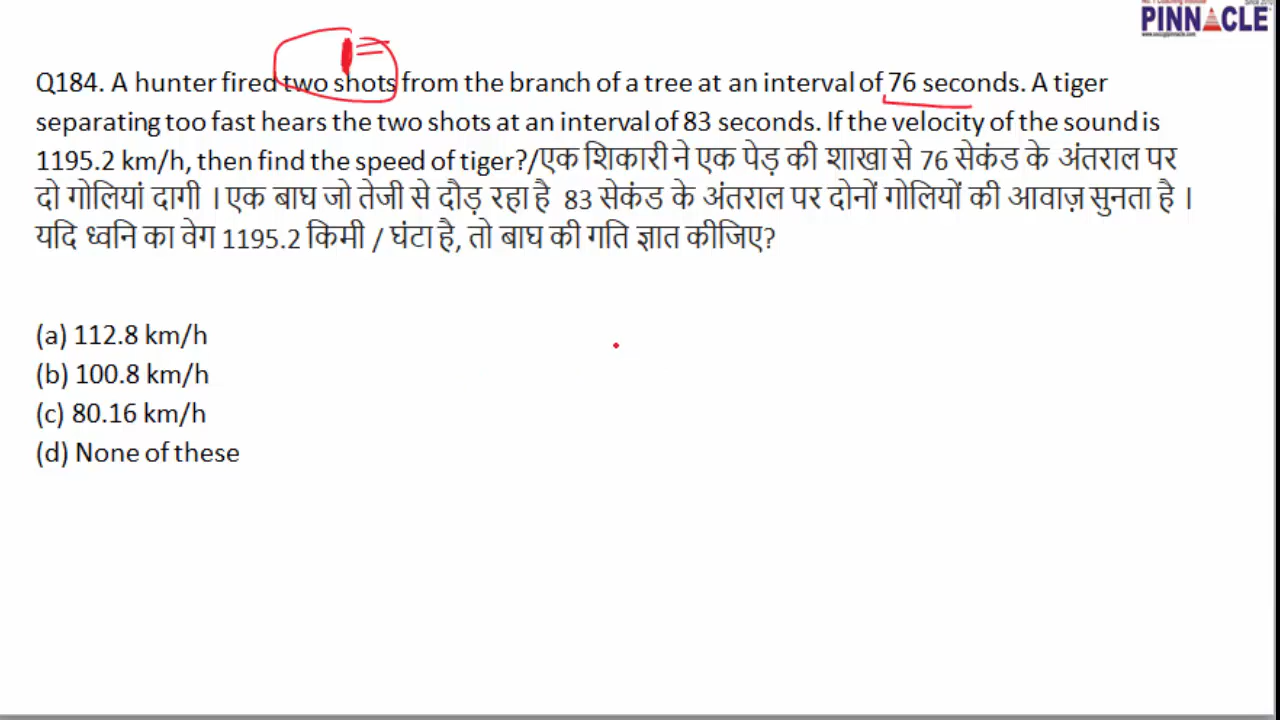 Since 2010
PINNACLE
Q184. A hunter fired two shots from the branch of a tree at an interval of 76 seconds. A tiger
separating too fast hears the two shots at an interval of 83 seconds. If the velocity of the sound is
1195.2 km/h, then find the speed of tiger?/एक शिकारी ने एक पेड़ की शाखा से 76 सेकंड के अंतराल पर
दो गोलियां दागी । एक बाघ जो तेजी से दौड़ रहा है 83 सेकंड के अंतराल पर दोनों गोलियों की आवाज़ सुनता है ।
यदि ध्वनि का वेग 1195.2 किमी / घंटा है, तो बाघ की गति ज्ञात कीजिए?
(a) 112.8 km/h
(b) 100.8 km/h
(c) 80.16 km/h
(d) None of these